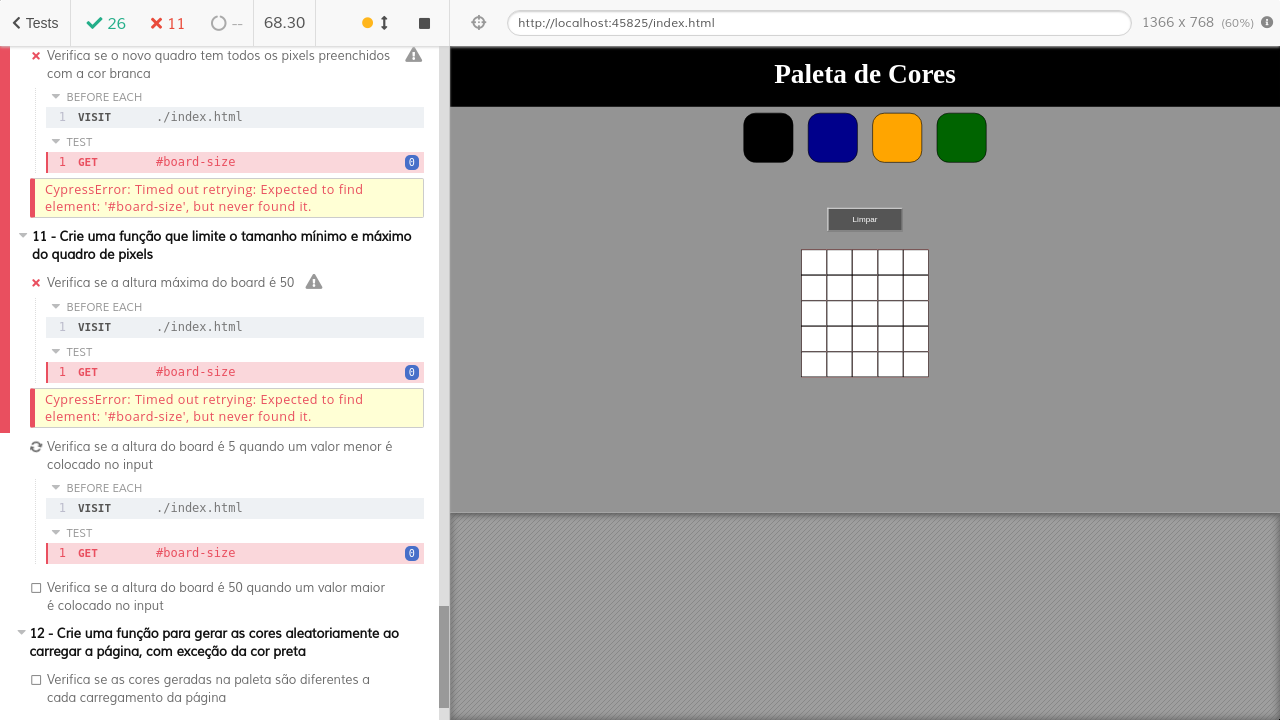 Tests
26
11
--
68.30
http://localhost:45825/index.html
1366 x 768 (60%)
Verifica se o novo quadro tem todos os pixels preenchidos
com a cor branca
BEFORE EACH
1 VISIT ./index.html
TEST
1 GET #board-size 0
CypressError: Timed out retrying: Expected to find
element: '#board-size', but never found it.
11 - Crie uma função que limite o tamanho mínimo e máximo
do quadro de pixels
Verifica se a altura máxima do board é 50
BEFORE EACH
1 VISIT ./index.html
TEST
1 GET #board-size 0
CypressError: Timed out retrying: Expected to find
element: '#board-size', but never found it.
Verifica se a altura do board é 5 quando um valor menor é
colocado no input
BEFORE EACH
1 VISIT ./index.html
TEST
1 GET #board-size 0
Verifica se a altura do board é 50 quando um valor maior
é colocado no input
12 - Crie uma função para gerar as cores aleatoriamente ao
carregar a página, com exceção da cor preta
Verifica se as cores geradas na paleta são diferentes a
cada carregamento da página
Paleta de Cores
Limpar